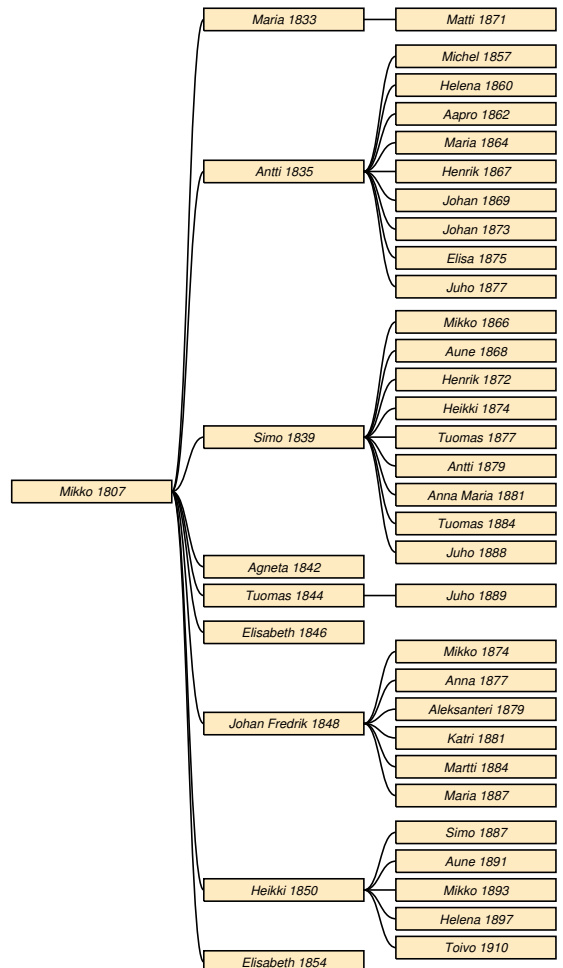 Maria 1833
Matti 1871
Michel 1857
Helena 1860
Aapro 1862
Maria 1864
Antti 1835
Henrik 1867
Johan 1869
Johan 1873
Elisa 1875
Juho 1877
Mikko 1866
Aune 1868
Henrik 1872
Heikki 1874
Simo 1839
Tuomas 1877
Antti 1879
Mikko 1807
Anna Maria 1881
Tuomas 1884
Juho 1888
Agneta 1842
Tuomas 1844
Juho 1889
Elisabeth 1846
Mikko 1874
Anna 1877
Aleksanteri 1879
Johan Fredrik 1848
Katri 1881
Martti 1884
Maria 1887
Simo 1887
Aune 1891
Heikki 1850
Mikko 1893
Helena 1897
Toivo 1910
Elisabeth 1854